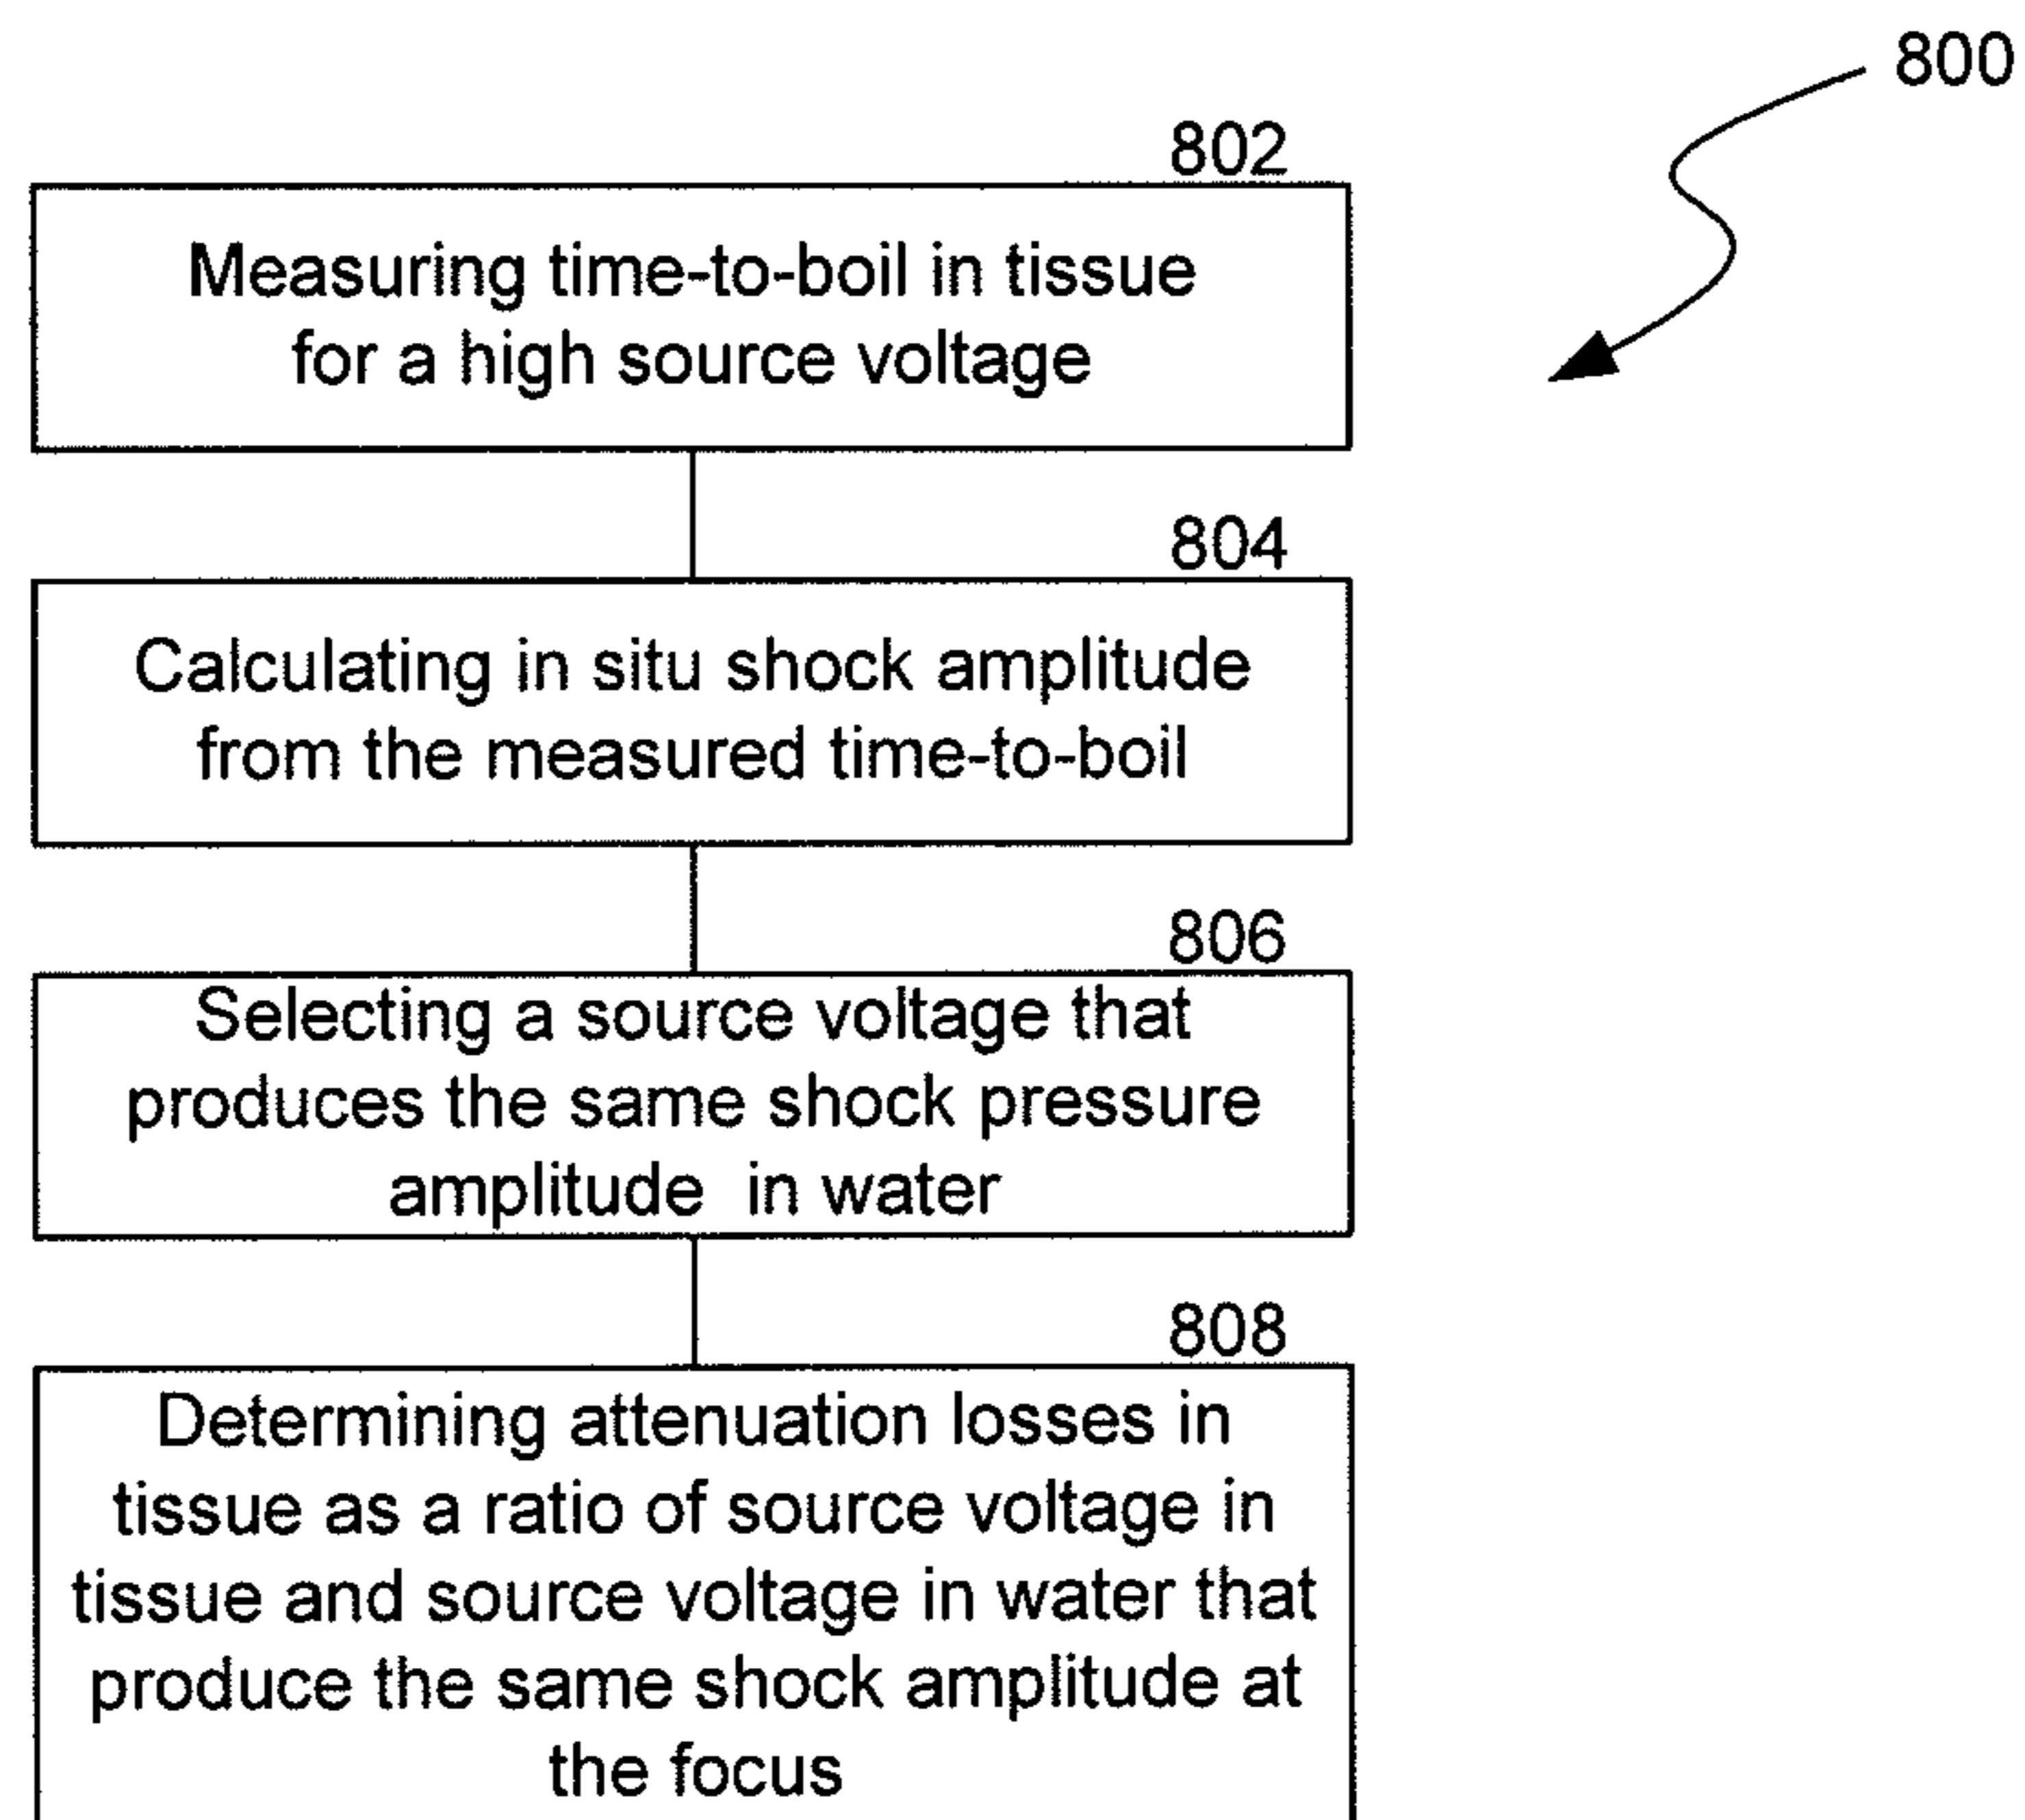 800
802
Measuring time-to-boil in tissue
for a high source voltage
804
Calculating in situ shock amplitude
from the measured time-to-boil
806
Selecting a source voltage that
produces the same shock pressure
amplitude in water
808
Determining attenuation losses in
tissue as a ratio of source voltage in
tissue and source voltage in water that
produce the same shock amplitude at
the focus